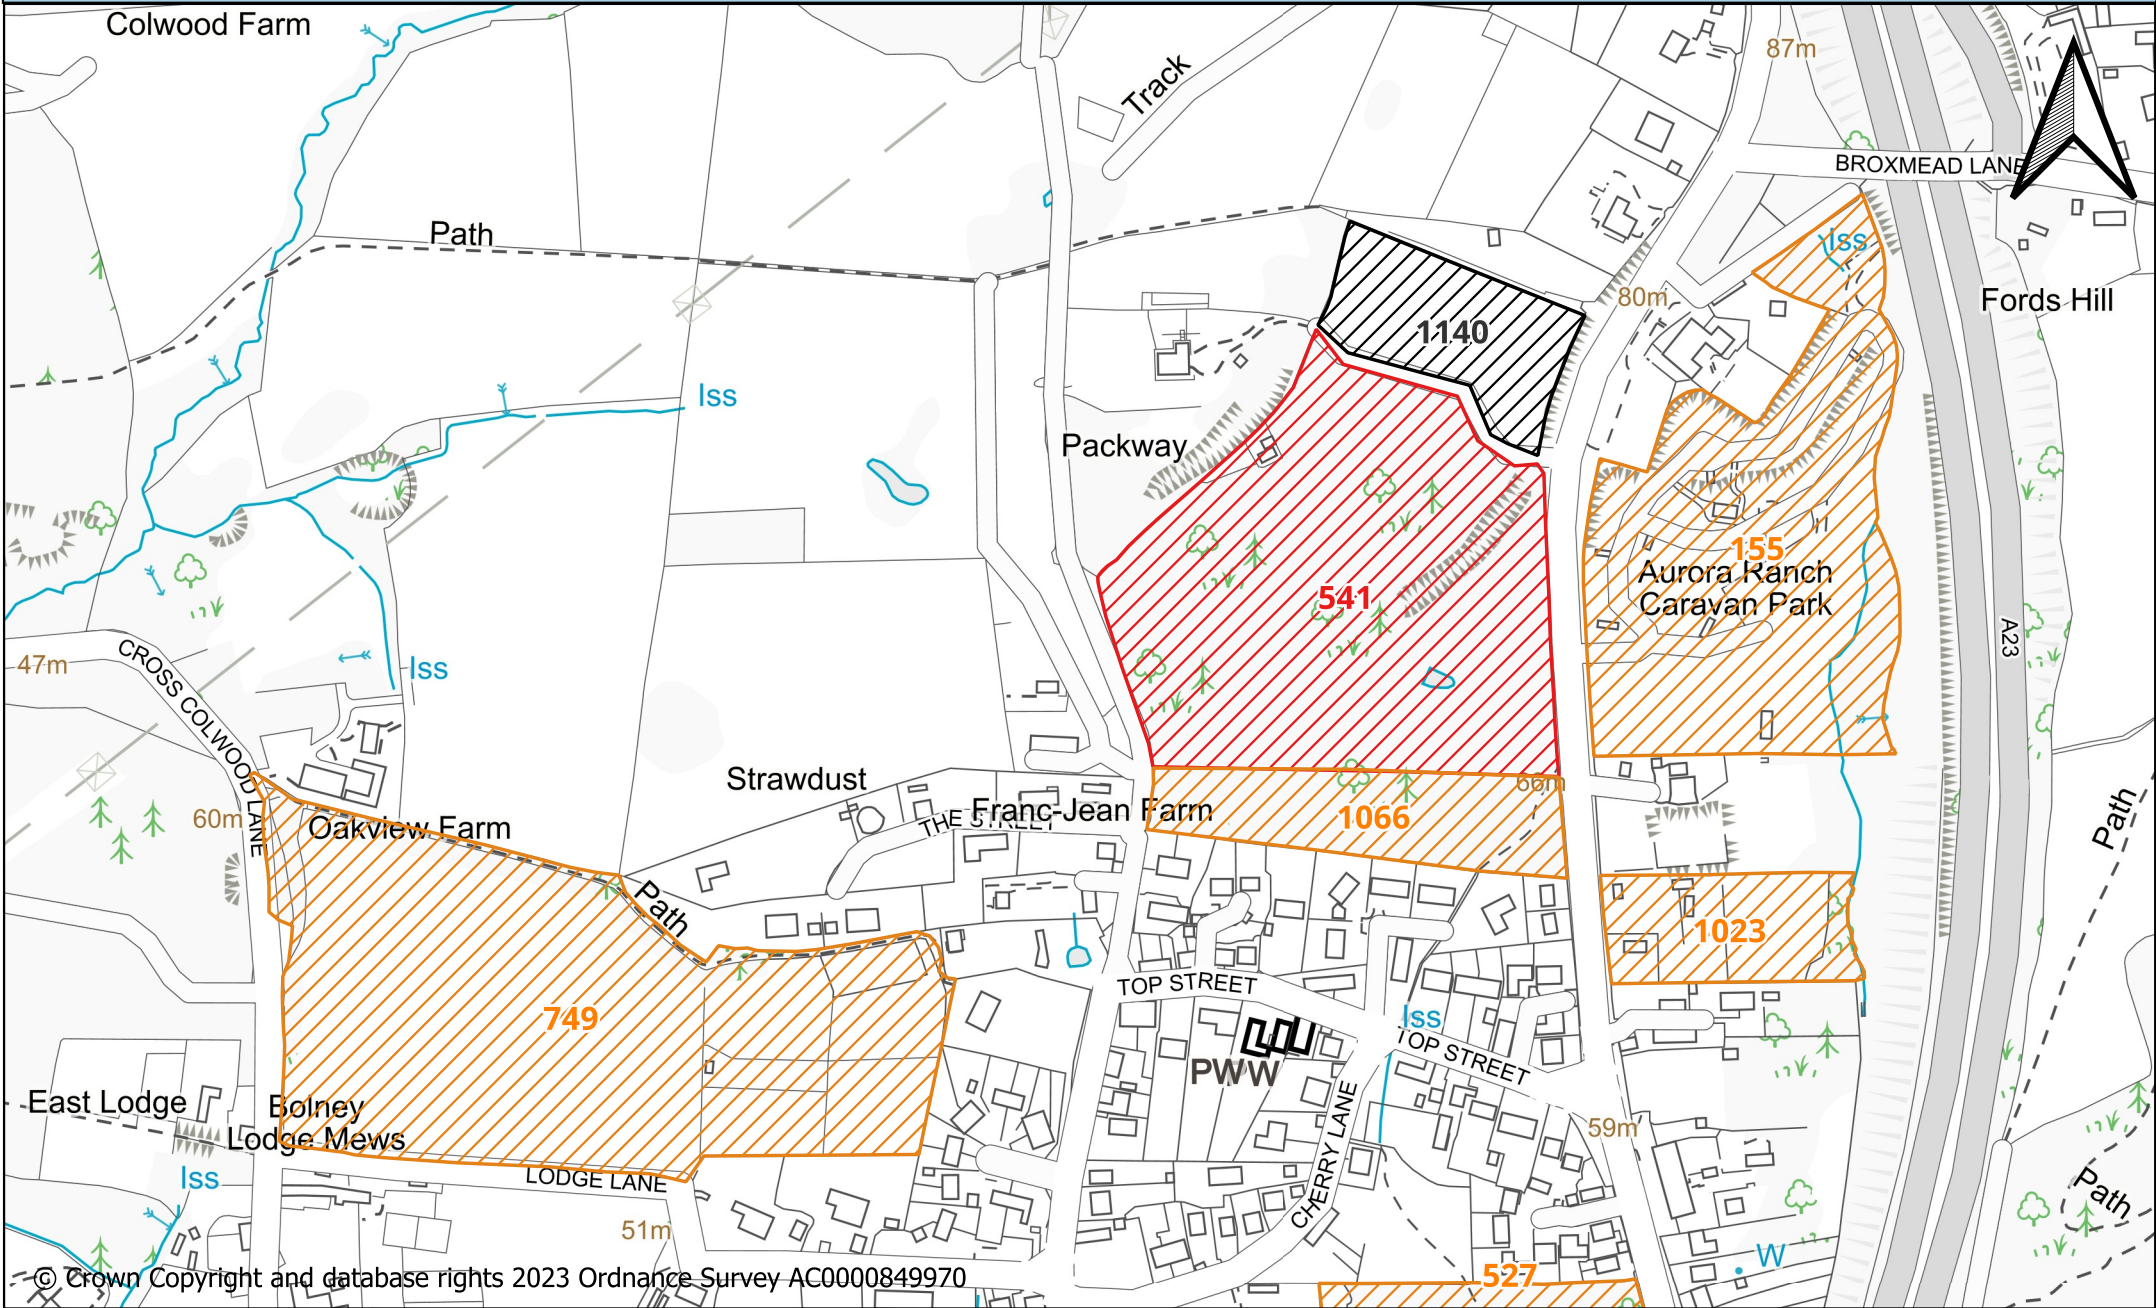 Colwood Farm
87m
Track
BROXMEAD LANE
Path
Iss
80m
Fords Hill
1140
Iss
Packway
155
Aurora Ranch
Caravan Park
541
A23
CROSS COLWOOD LANE
47m
Iss
Strawdust
66m
60m
Oakview Farm
THE STREET
Franc-Jean Farm
1066
Path
Path
1023
749
TOP STREET
Iss
TOP STREET
PWW
East Lodge
Bolney
Lodge Mews
CHERRY LANE
59m
Iss
LODGE LANE
Path
51m
W
527
© Crown Copyright and database rights 2023 Ordnance Survey AC0000849970